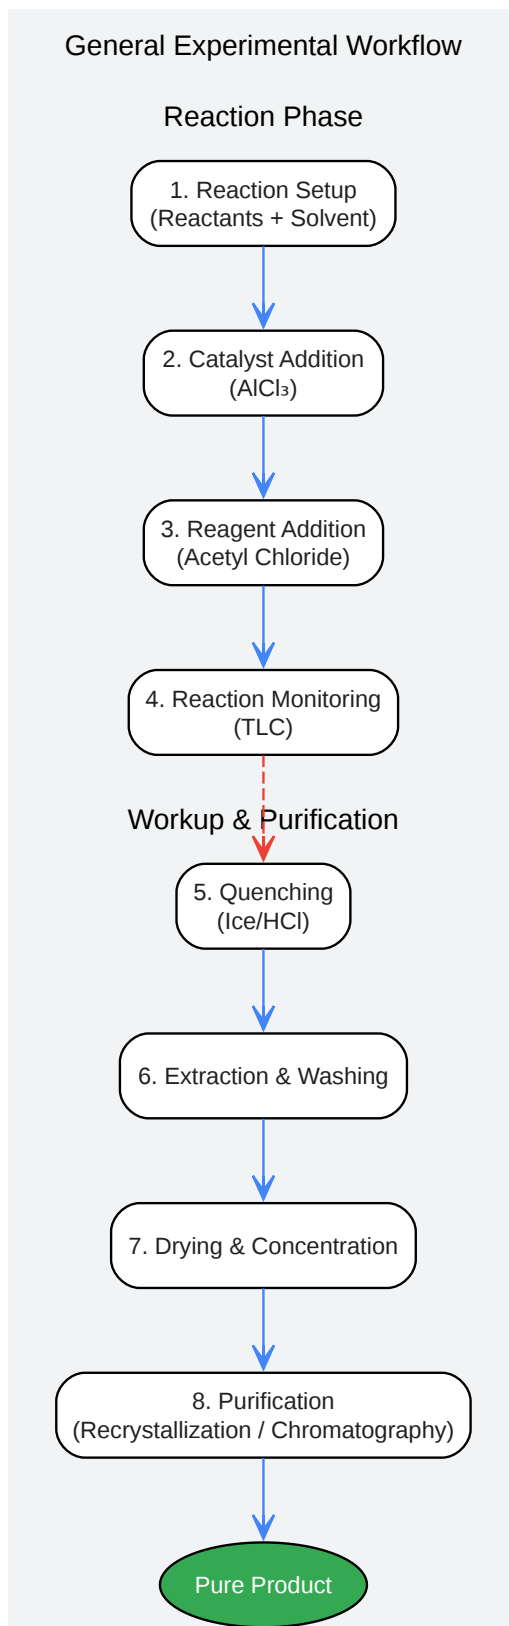 General Experimental Workflow
Reaction Phase
1. Reaction Setup
(Reactants + Solvent)
2. Catalyst Addition
(AlCl₃)
3. Reagent Addition
(Acetyl Chloride)
4. Reaction Monitoring
(TLC)
Workup & Purification
5. Quenching
(Ice/HCl)
6. Extraction & Washing
7. Drying & Concentration
8. Purification
(Recrystallization / Chromatography)
Pure Product